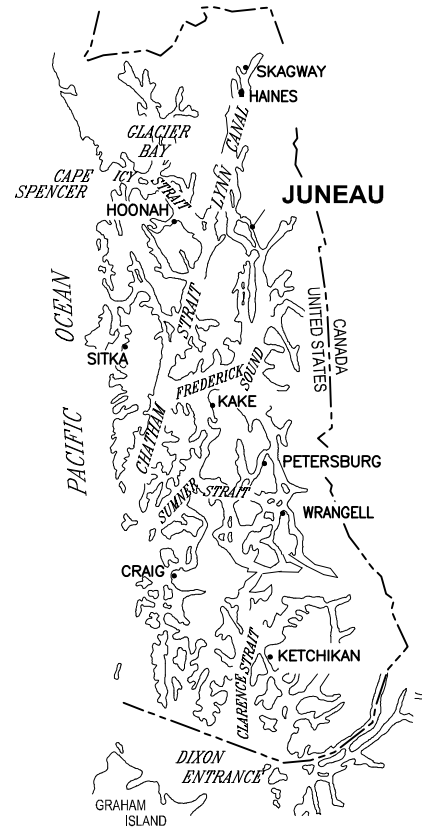 SKAGWAY
HAINES
GLACIER
BAY
LYNN CANAL
CAPE
SPENCER
ICY STRAIT
JUNEAU
HOONAH
PACIFIC OCEAN
CHATHAM STRAIT
CANADA
UNITED STATES
SITKA
FREDERICK SOUND
KAKE
PETERSBURG
SUMNER STRAIT
WRANGELL
CRAIG
CLARENCE STRAIT
KETCHIKAN
DIXON
ENTRANCE
GRAHAM
ISLAND